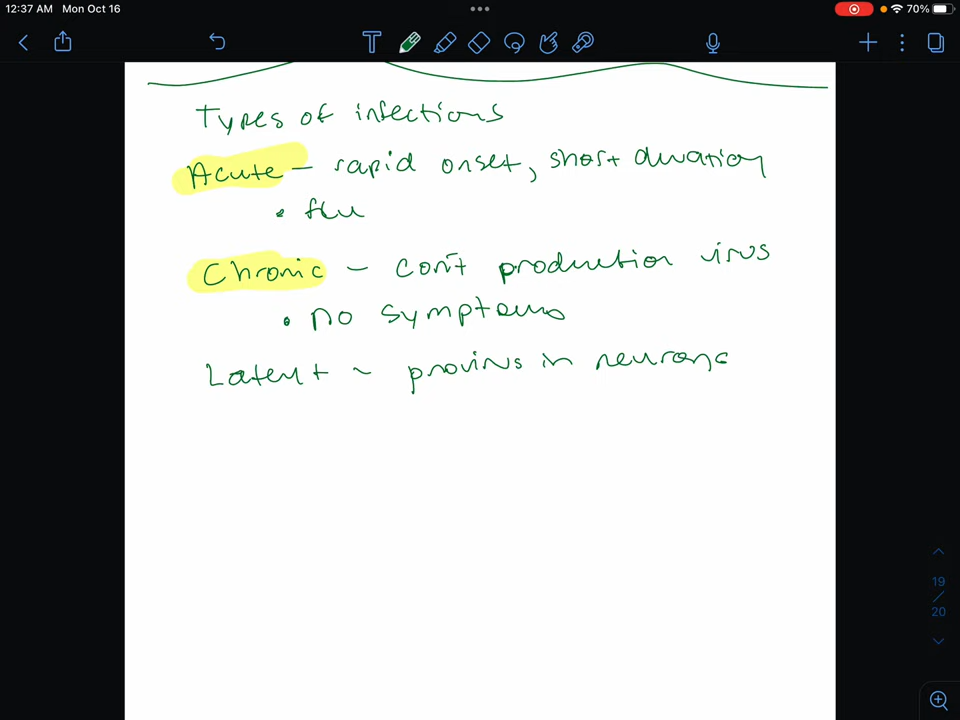 12:37 AM Mon Oct 16
70%
Types of infections
Acute - rapid onset, short duration
• flu
Chronic - con't production virus
• no symptoms
Latent ~ provirus in neurons
19
/
20